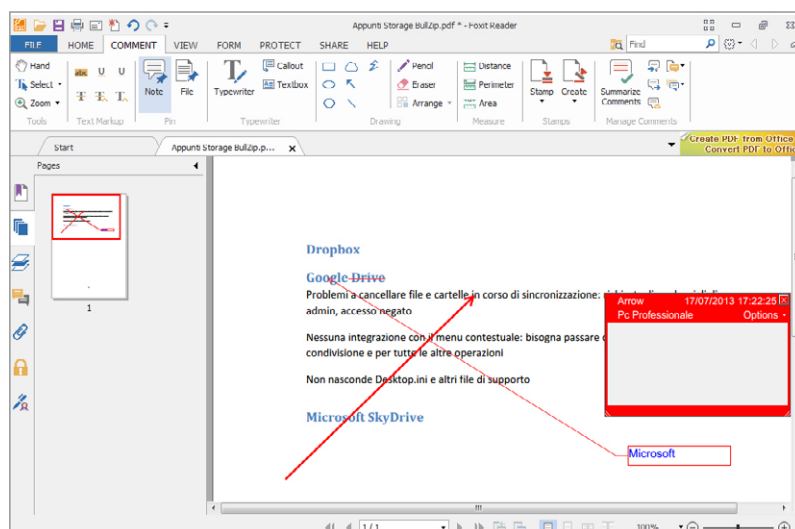 Appunti Storage BullZip.pdf * - Foxit Reader
FILE HOME COMMENT VIEW FORM PROTECT SHARE HELP Find
Hand
Select
Zoom
Tools
abc U U
T T T
Text Markup
Note File
Pin
Typewriter
Callout
Textbox
Typewriter
Pencil
Eraser
Arrange
Drawing
Distance
Perimeter
Area
Measure
Stamp Create
Stamps
Summarize
Comments
Manage Comments
Start Appunti Storage BullZip.p... x
Create PDF from Office
Convert PDF to Offic
Pages
1
Dropbox
Google Drive
Problemi a cancellare file e cartelle in corso di sincronizzazione:
admin, accesso negato
Nessuna integrazione con il menu contestuale: bisogna passare
condivisione e per tutte le altre operazioni
Non nasconde Desktop.ini e altri file di supporto
Microsoft SkyDrive
Arrow 17/07/2013 17:22:25
Pc Professionale Options
Microsoft
1/1 100%